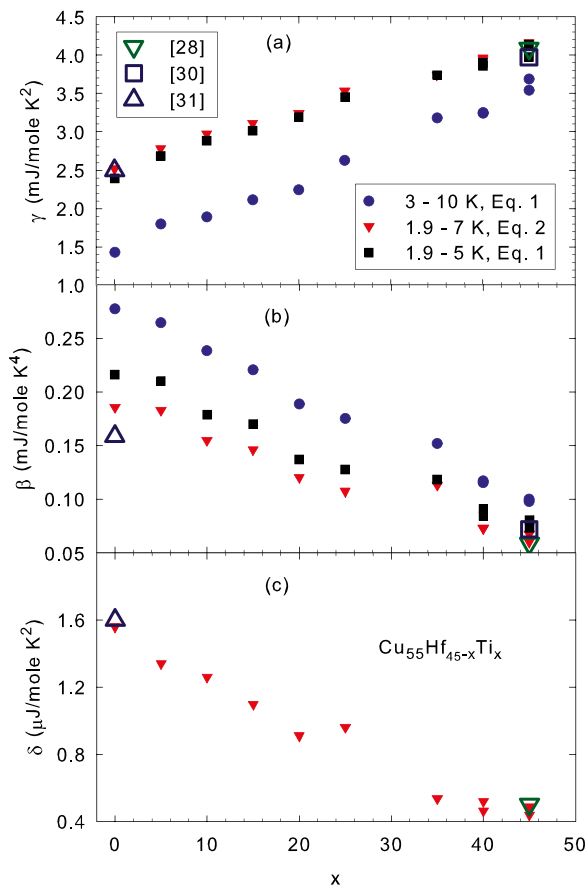 (a)
[28]
[30]
[31]
4.5
4.0
3.5
3.0
2.5
2.0
1.5
1.0
γ (mJ/mole K²)
3 - 10 K, Eq. 1
1.9 - 7 K, Eq. 2
1.9 - 5 K, Eq. 1
(b)
0.25
0.20
0.15
0.10
0.05
β (mJ/mole K⁴)
(c)
1.6
1.2
0.8
0.4
δ (μJ/mole K²)
Cu₅₅Hf₄₅₋ₓTiₓ
0 10 20 30 40 50
x